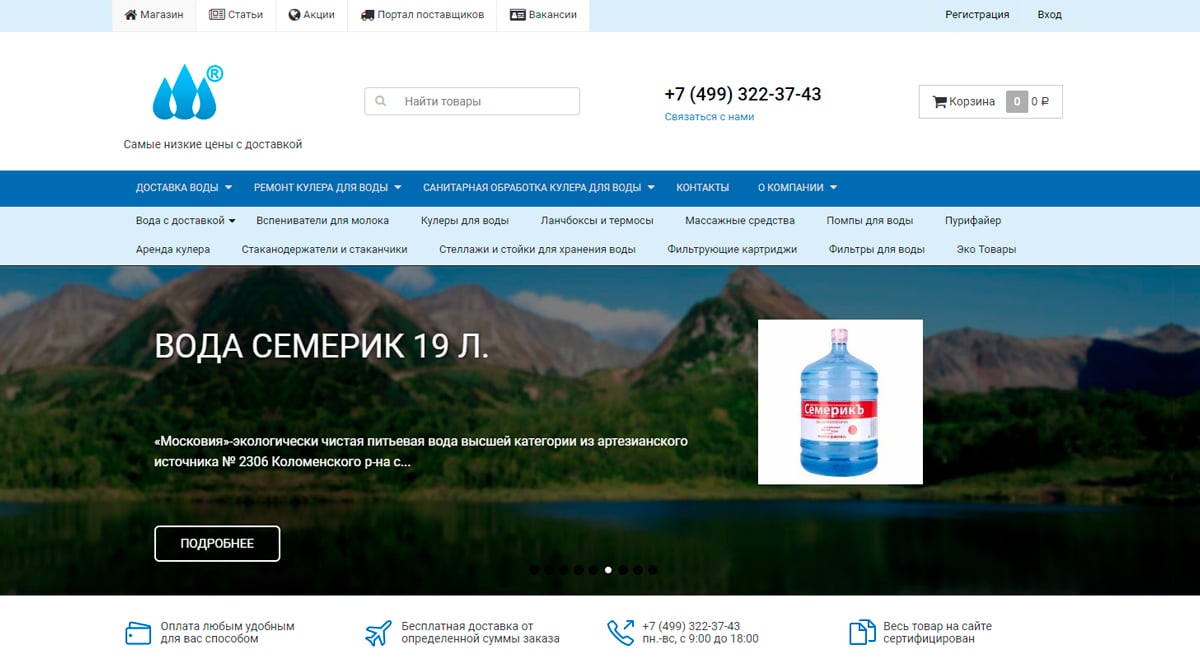 Магазин Статьи Акции Портал поставщиков Вакансии Регистрация Вход
®
Найти товары
+7 (499) 322-37-43
Связаться с нами
Корзина 0 0 ₽
Самые низкие цены с доставкой
ДОСТАВКА ВОДЫ РЕМОНТ КУЛЕРА ДЛЯ ВОДЫ САНИТАРНАЯ ОБРАБОТКА КУЛЕРА ДЛЯ ВОДЫ КОНТАКТЫ О КОМПАНИИ
Вода с доставкой Вспениватели для молока Кулеры для воды Ланчбоксы и термосы Массажные средства Помпы для воды Пурифайер
Аренда кулера Стаканодержатели и стаканчики Стеллажи и стойки для хранения воды Фильтрующие картриджи Фильтры для воды Эко Товары
ВОДА СЕМЕРИК 19 Л.
СемерикЪ
«Московия»-экологически чистая питьевая вода высшей категории из артезианского
источника № 2306 Коломенского р-на с...
ПОДРОБНЕЕ
Оплата любым удобным
для вас способом
Бесплатная доставка от
определенной суммы заказа
+7 (499) 322-37-43
пн.-вс, с 9:00 до 18:00
Весь товар на сайте
сертифицирован